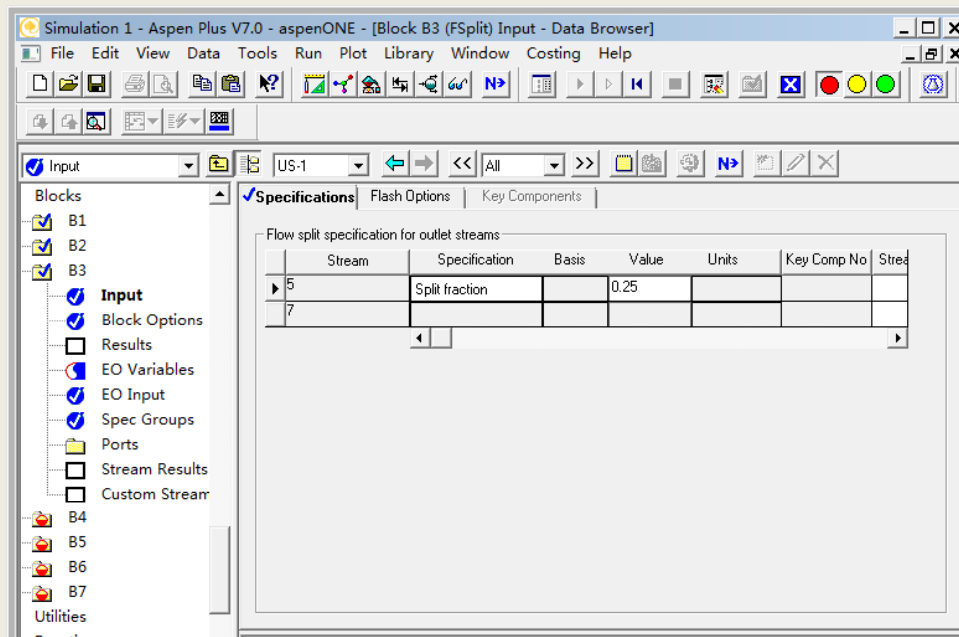 Simulation 1 - Aspen Plus V7.0 - aspenONE - [Block B3 (FSplit) Input - Data Browser]
File Edit View Data Tools Run Plot Library Window Costing Help
N
Input US-1 << All >> N
Blocks
B1
B2
B3
Input
Block Options
Results
EO Variables
EO Input
Spec Groups
Ports
Stream Results
Custom Stream
B4
B5
B6
B7
Utilities
Specifications Flash Options Key Components
Flow split specification for outlet streams
Stream Specification Basis Value Units Key Comp No Strea
5 Split fraction 0.25
7